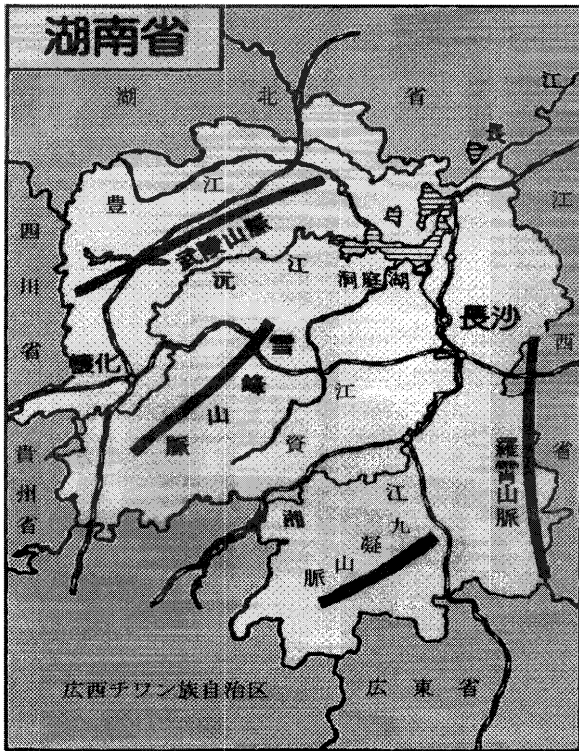 湖南省
湖北省
江
長
江西省
四川省
貴州省
豊江
武陵山脈
沅江
洞庭湖
長沙
懐化
雪峰山脈
資江
湘江
九疑山脈
羅霄山脈
広西チワン族自治区
広東省